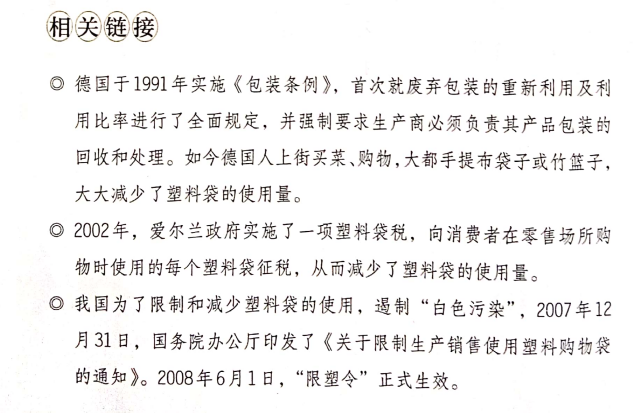 相关链接
◎ 德国于1991年实施《包装条例》，首次就废弃包装的重新利用及利
用比率进行了全面规定，并强制要求生产商必须负责其产品包装的
回收和处理。如今德国人上街买菜、购物，大都手提布袋子或竹篮子，
大大减少了塑料袋的使用量。
◎ 2002年，爱尔兰政府实施了一项塑料袋税，向消费者在零售场所购
物时使用的每个塑料袋征税，从而减少了塑料袋的使用量。
◎ 我国为了限制和减少塑料袋的使用，遏制“白色污染”，2007年12
月31日，国务院办公厅印发了《关于限制生产销售使用塑料购物袋
的通知》。2008年6月1日，“限塑令”正式生效。